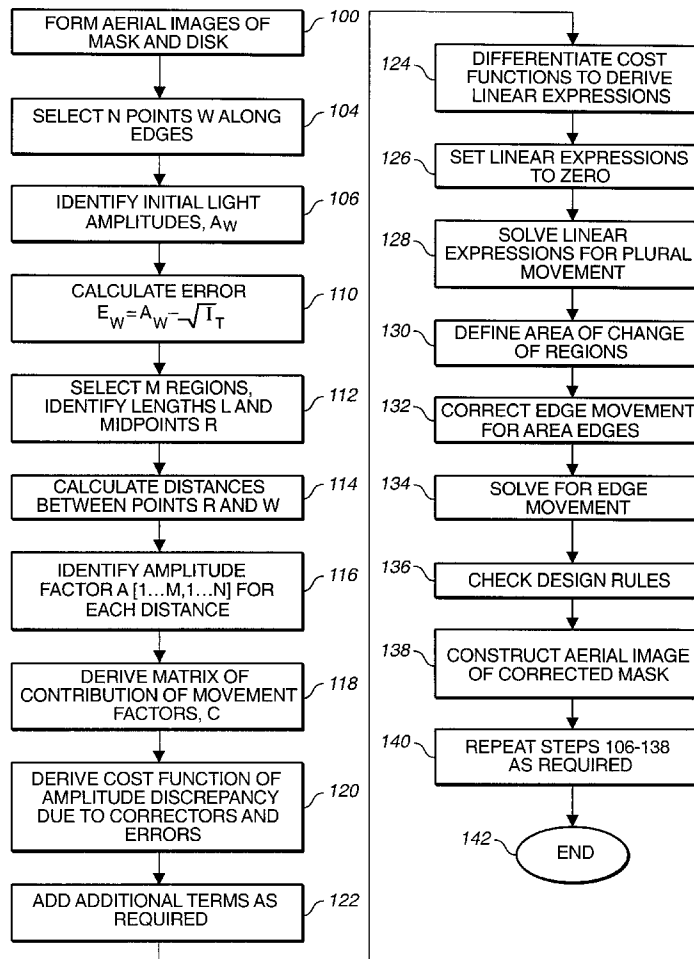 FORM AERIAL IMAGES OF
MASK AND DISK
100
SELECT N POINTS W ALONG
EDGES
104
IDENTIFY INITIAL LIGHT
AMPLITUDES, AW
106
CALCULATE ERROR
EW=AW-√IT
110
SELECT M REGIONS,
IDENTIFY LENGTHS L AND
MIDPOINTS R
112
CALCULATE DISTANCES
BETWEEN POINTS R AND W
114
IDENTIFY AMPLITUDE
FACTOR A [1...M,1...N] FOR
EACH DISTANCE
116
DERIVE MATRIX OF
CONTRIBUTION OF MOVEMENT
FACTORS, C
118
DERIVE COST FUNCTION OF
AMPLITUDE DISCREPANCY
DUE TO CORRECTORS AND
ERRORS
120
ADD ADDITIONAL TERMS AS
REQUIRED
122
124
DIFFERENTIATE COST
FUNCTIONS TO DERIVE
LINEAR EXPRESSIONS
126
SET LINEAR EXPRESSIONS
TO ZERO
128
SOLVE LINEAR
EXPRESSIONS FOR PLURAL
MOVEMENT
130
DEFINE AREA OF CHANGE
OF REGIONS
132
CORRECT EDGE MOVEMENT
FOR AREA EDGES
134
SOLVE FOR EDGE
MOVEMENT
136
CHECK DESIGN RULES
138
CONSTRUCT AERIAL IMAGE
OF CORRECTED MASK
140
REPEAT STEPS 106-138
AS REQUIRED
142
END